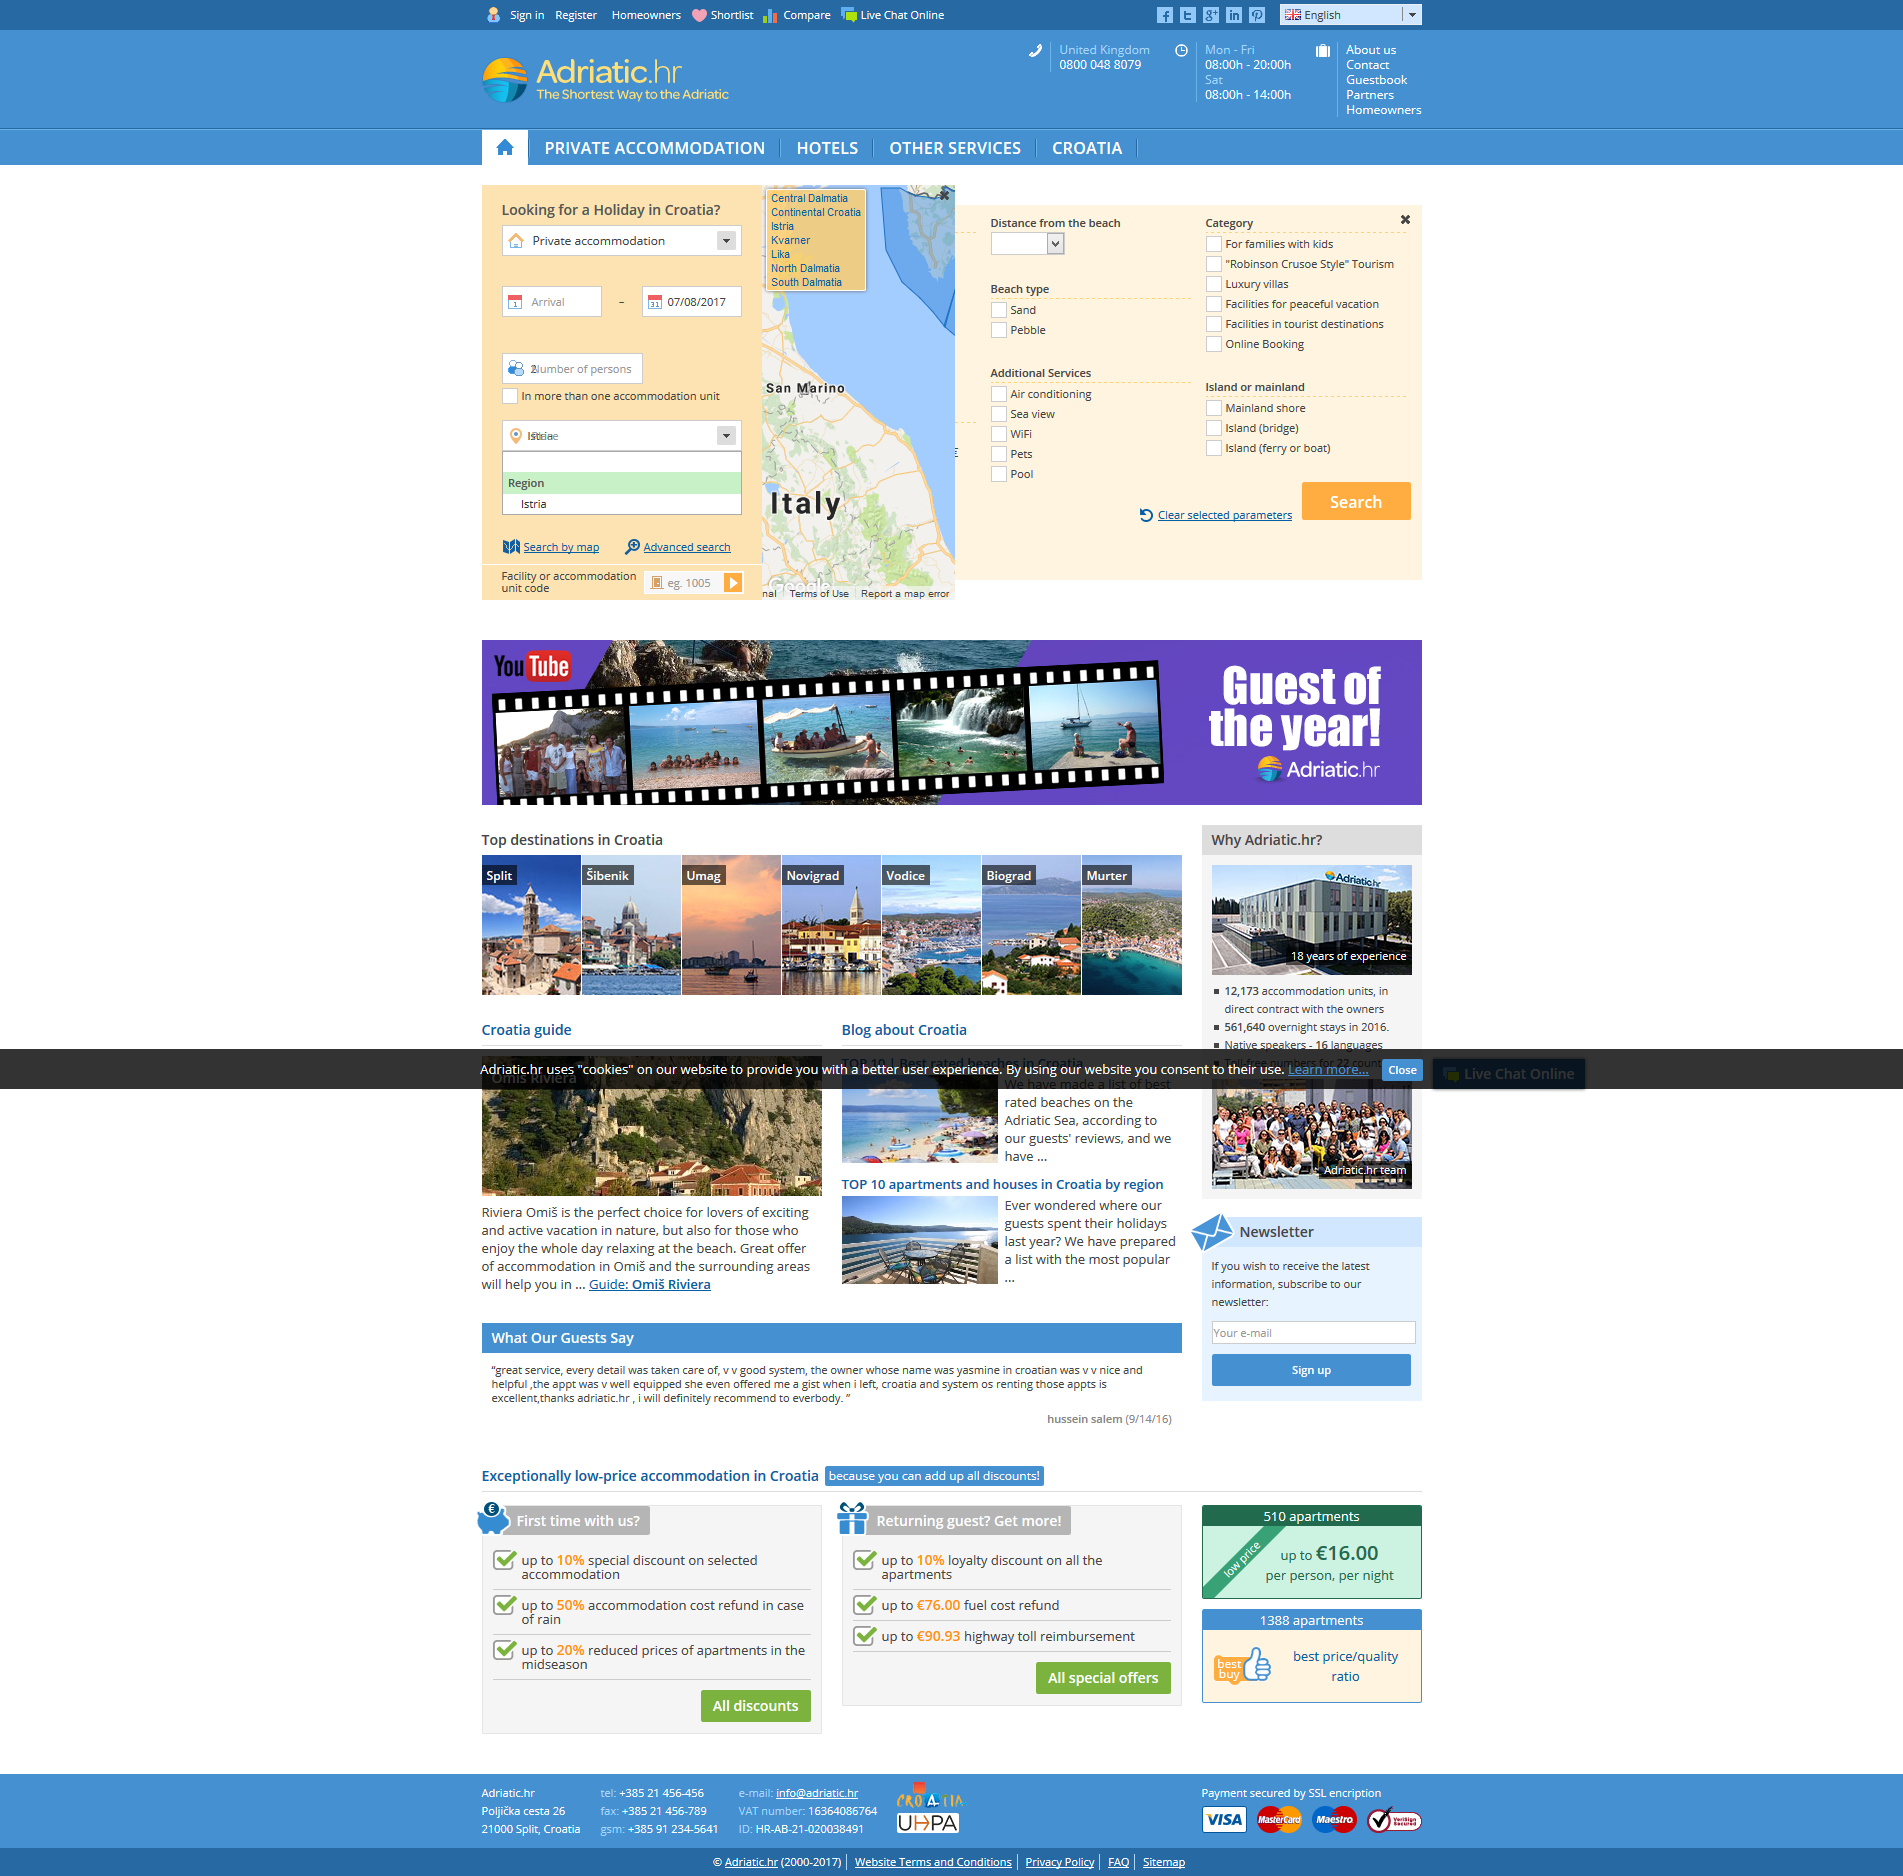 Sign in Register Homeowners Shortlist Compare Live Chat Online
English
Adriatic.hr
The Shortest Way to the Adriatic
United Kingdom
0800 048 8079
Mon - Fri
08:00h - 20:00h
Sat
08:00h - 14:00h
About us
Contact
Guestbook
Partners
Homeowners
PRIVATE ACCOMMODATION HOTELS OTHER SERVICES CROATIA
Looking for a Holiday in Croatia?
Private accommodation
Arrival – 07/08/2017
2 Number of persons
In more than one accommodation unit
Istria
Region
Istria
Search by map Advanced search
Facility or accommodation
unit code
eg. 1005
Central Dalmatia
Continental Croatia
Istria
Kvarner
Lika
North Dalmatia
South Dalmatia
San Marino
Italy
Google
nal Terms of Use Report a map error
Distance from the beach
Beach type
Sand
Pebble
Additional Services
Air conditioning
Sea view
WiFi
Pets
Pool
Category
For families with kids
"Robinson Crusoe Style" Tourism
Luxury villas
Facilities for peaceful vacation
Facilities in tourist destinations
Online Booking
Island or mainland
Mainland shore
Island (bridge)
Island (ferry or boat)
Clear selected parameters
Search
YouTube
Guest of
the year!
Adriatic.hr
Top destinations in Croatia
Split Šibenik Umag Novigrad Vodice Biograd Murter
Why Adriatic.hr?
Adriatic.hr
18 years of experience
12,173 accommodation units, in
direct contract with the owners
561,640 overnight stays in 2016.
Native speakers - 16 languages
Croatia guide
Blog about Croatia
TOP 10 | Best rated beaches in Croatia
Adriatic.hr uses "cookies" on our website to provide you with a better user experience. By using our website you consent to their use. Learn more... Close
Live Chat Online
Omiš Riviera
We have made a list of best
rated beaches on the
Adriatic Sea, according to
our guests' reviews, and we
have ...
Adriatic.hr team
Riviera Omiš is the perfect choice for lovers of exciting
and active vacation in nature, but also for those who
enjoy the whole day relaxing at the beach. Great offer
of accommodation in Omiš and the surrounding areas
will help you in ... Guide: Omiš Riviera
TOP 10 apartments and houses in Croatia by region
Ever wondered where our
guests spent their holidays
last year? We have prepared
a list with the most popular
...
Newsletter
If you wish to receive the latest
information, subscribe to our
newsletter:
Your e-mail
Sign up
What Our Guests Say
“great service, every detail was taken care of, v v good system, the owner whose name was yasmine in croatian was v v nice and
helpful ,the appt was v well equipped she even offered me a gist when i left, croatia and system os renting those appts is
excellent,thanks adriatic.hr , i will definitely recommend to everbody. ”
hussein salem (9/14/16)
Exceptionally low-price accommodation in Croatia because you can add up all discounts!
First time with us?
up to 10% special discount on selected
accommodation
up to 50% accommodation cost refund in case
of rain
up to 20% reduced prices of apartments in the
midseason
All discounts
Returning guest? Get more!
up to 10% loyalty discount on all the
apartments
up to €76.00 fuel cost refund
up to €90.93 highway toll reimbursement
All special offers
510 apartments
low price
up to €16.00
per person, per night
1388 apartments
best
buy
best price/quality
ratio
Adriatic.hr
Poljička cesta 26
21000 Split, Croatia
tel: +385 21 456-456
fax: +385 21 456-789
gsm: +385 91 234-5641
e-mail: info@adriatic.hr
VAT number: 16364086764
ID: HR-AB-21-020038491
CROATIA
UHPA
Payment secured by SSL encription
VISA MasterCard Maestro VeriSign Secured
© Adriatic.hr (2000-2017) Website Terms and Conditions Privacy Policy FAQ Sitemap